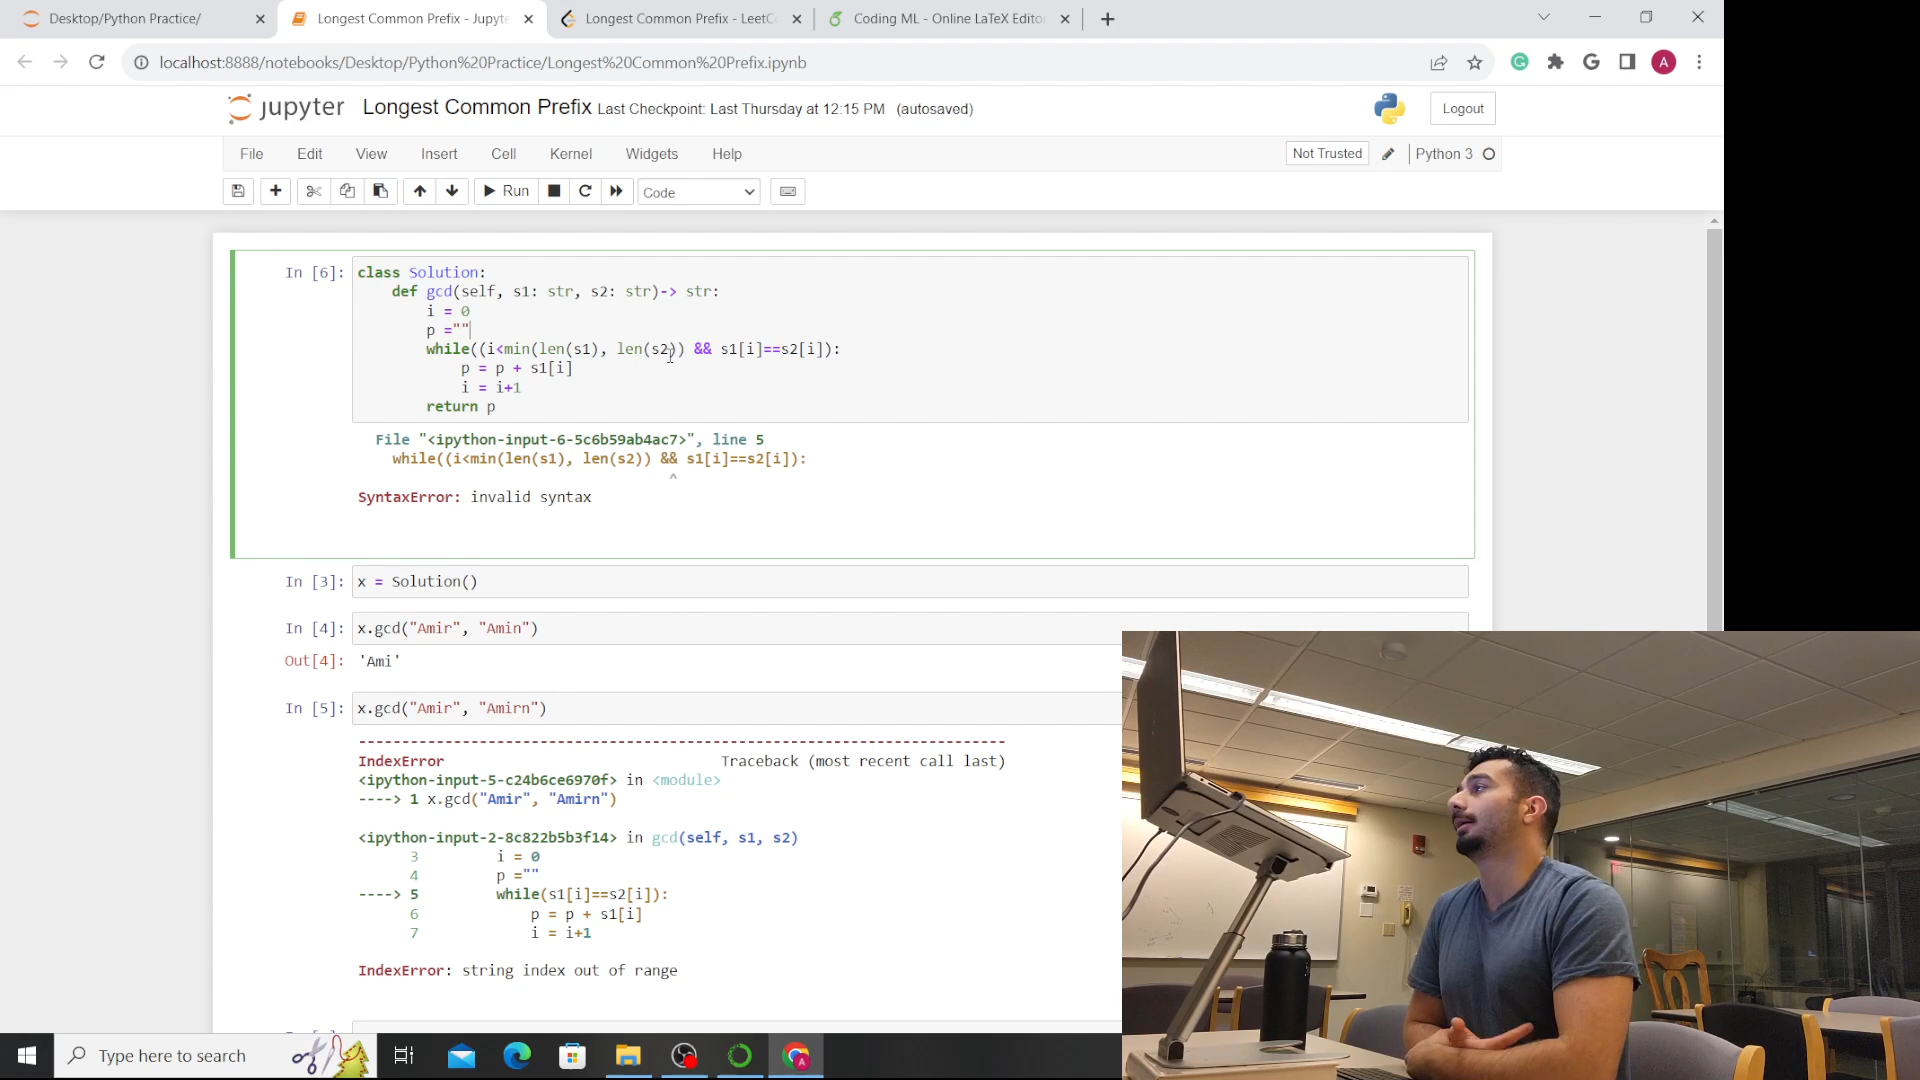 Desktop/Python Practice/
Longest Common Prefix - Jupyte
Longest Common Prefix - LeetC
Coding ML - Online LaTeX Edito
localhost:8888/notebooks/Desktop/Python%20Practice/Longest%20Common%20Prefix.ipynb
A
jupyter Longest Common Prefix Last Checkpoint: Last Thursday at 12:15 PM (autosaved)
Logout
File Edit View Insert Cell Kernel Widgets Help
Not Trusted
Python 3
Run
Code
In [6]: class Solution:
def gcd(self, s1: str, s2: str)-> str:
i = 0
p =""
while((i<min(len(s1), len(s2)) && s1[i]==s2[i]):
p = p + s1[i]
i = i+1
return p
File "<ipython-input-6-5c6b59ab4ac7>", line 5
while((i<min(len(s1), len(s2)) && s1[i]==s2[i]):
^
SyntaxError: invalid syntax
In [3]: x = Solution()
In [4]: x.gcd("Amir", "Amin")
Out[4]: 'Ami'
In [5]: x.gcd("Amir", "Amirn")
---------------------------------------------------------------------------
IndexError Traceback (most recent call last)
<ipython-input-5-c24b6ce6970f> in <module>
----> 1 x.gcd("Amir", "Amirn")
<ipython-input-2-8c822b5b3f14> in gcd(self, s1, s2)
3 i = 0
4 p =""
----> 5 while(s1[i]==s2[i]):
6 p = p + s1[i]
7 i = i+1
IndexError: string index out of range
Type here to search